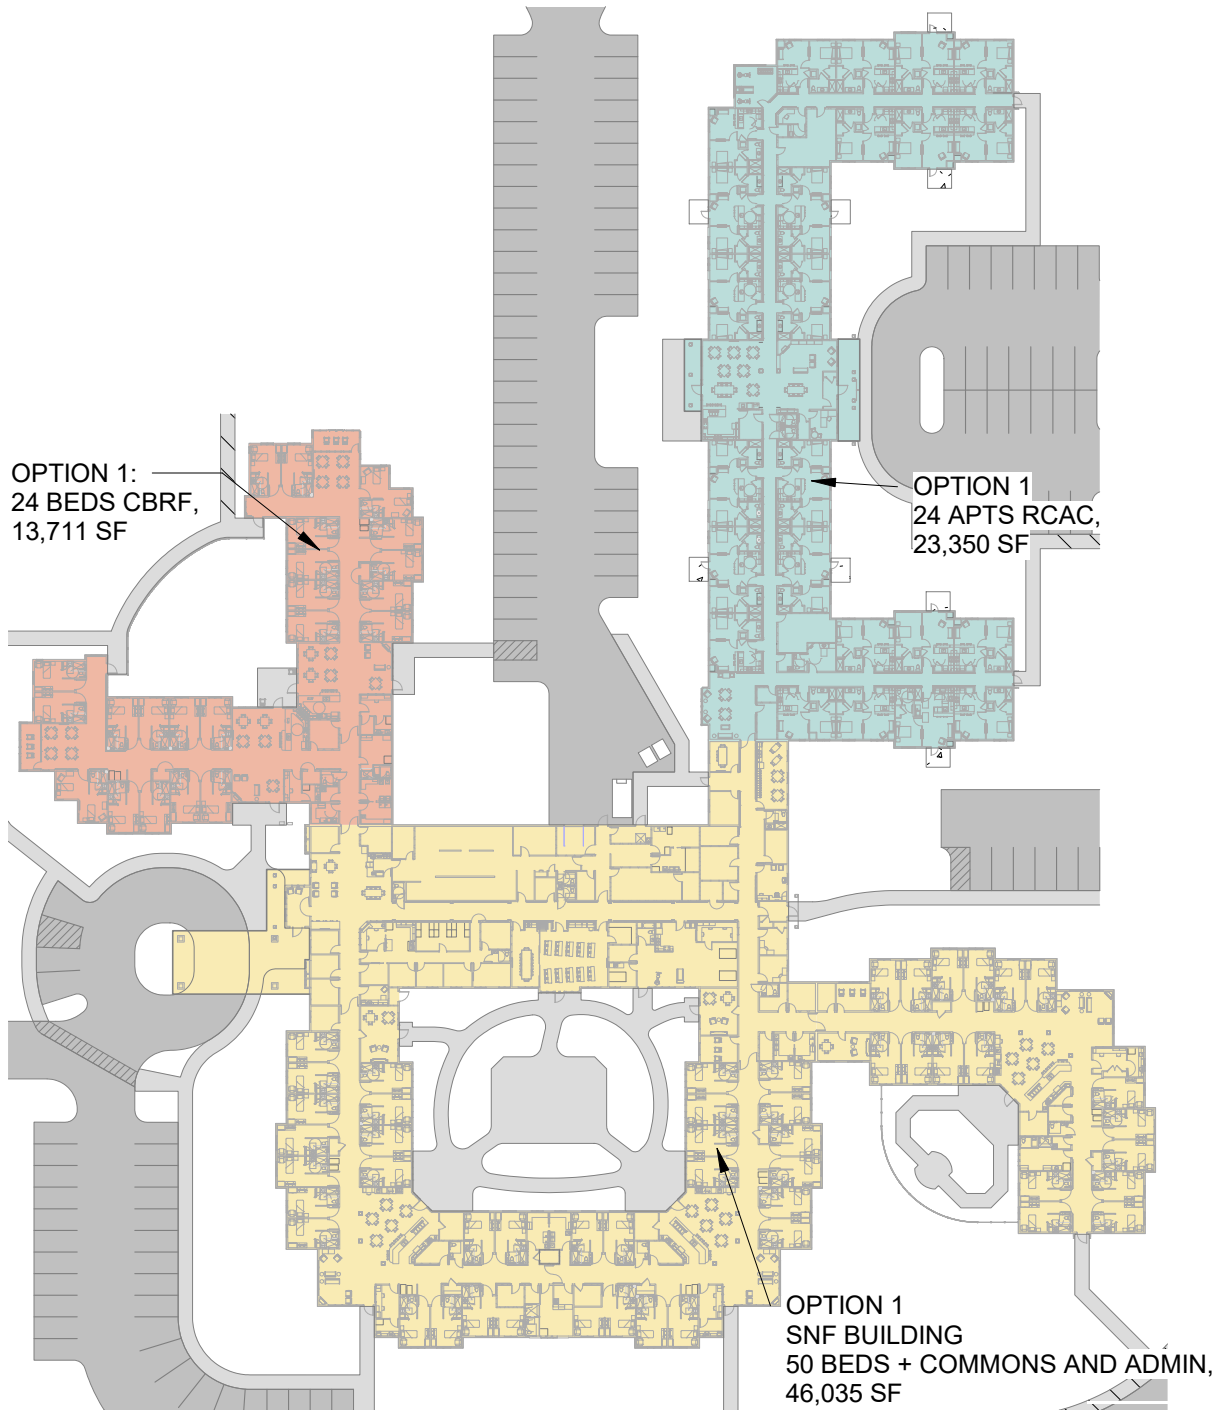 OPTION 1:
24 BEDS CBRF,
13,711 SF
OPTION 1
24 APTS RCAC,
23,350 SF
OPTION 1
SNF BUILDING
50 BEDS + COMMONS AND ADMIN,
46,035 SF